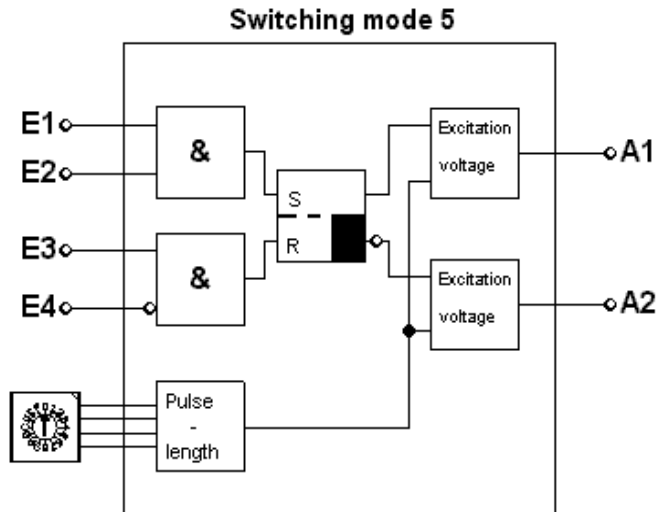 Switching mode 5
E1
E2
&
E3
E4
&
S
R
Excitation
voltage
A1
Excitation
voltage
A2
Pulse
-
length